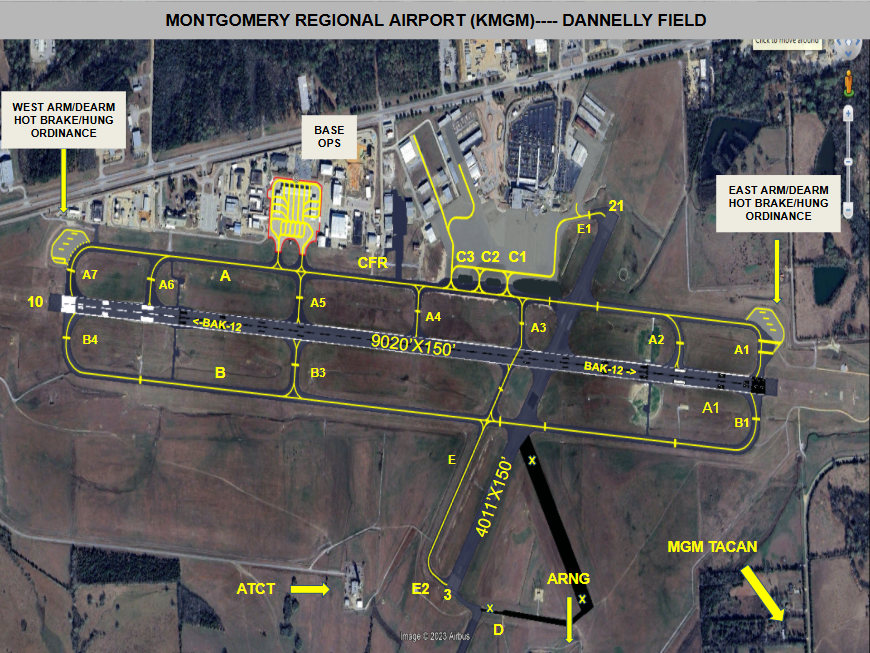 MONTGOMERY REGIONAL AIRPORT (KMGM)---- DANNELLY FIELD
Click to move around
WEST ARM/DEARM
HOT BRAKE/HUNG
ORDINANCE
BASE
OPS
EAST ARM/DEARM
HOT BRAKE/HUNG
ORDINANCE
21
E1
C3
C2
C1
CFR
A
A7
A6
A5
A4
A3
A2
A1
10
<-BAK-12
9020'X150'
BAK-12 ->
B4
B
B3
A1
B1
E
4011'X150'
X
MGM TACAN
ATCT
E2
3
ARNG
X
X
D
Image © 2023 Airbus